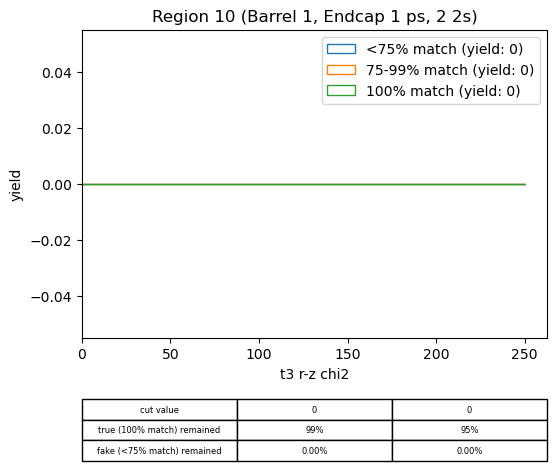 Region 10 (Barrel 1, Endcap 1 ps, 2 2s)
<75% match (yield: 0)
75-99% match (yield: 0)
100% match (yield: 0)
yield
0.04
0.02
0.00
−0.02
−0.04
0 50 100 150 200 250
t3 r-z chi2
cut value 0 0
true (100% match) remained 99% 95%
fake (<75% match) remained 0.00% 0.00%